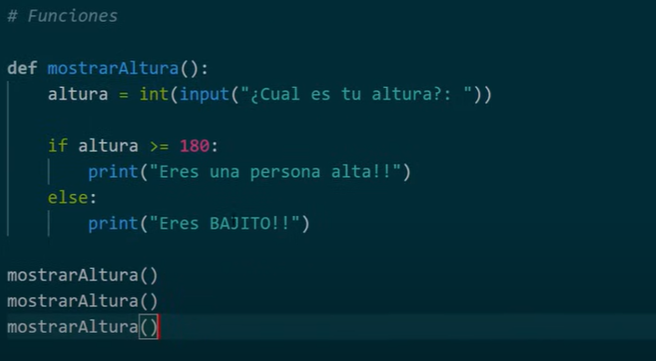 # Funciones
def mostrarAltura():
    altura = int(input("¿Cual es tu altura?: "))
    if altura >= 180:
        print("Eres una persona alta!!")
    else:
        print("Eres BAJITO!!")
mostrarAltura()
mostrarAltura()
mostrarAltura()